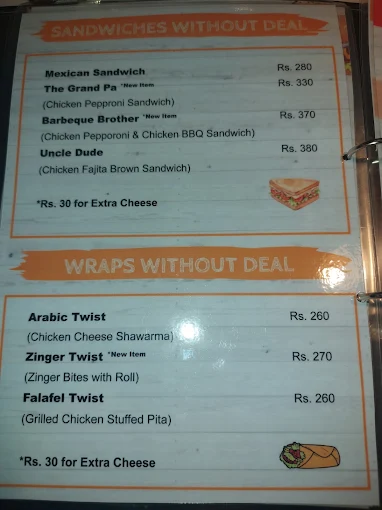 SANDWICHES WITHOUT DEAL
Mexican Sandwich Rs. 280
The Grand Pa *New Item Rs. 330
(Chicken Pepproni Sandwich)
Barbeque Brother *New Item Rs. 370
(Chicken Pepporoni & Chicken BBQ Sandwich)
Uncle Dude Rs. 380
(Chicken Fajita Brown Sandwich)
*Rs. 30 for Extra Cheese
WRAPS WITHOUT DEAL
Arabic Twist Rs. 260
(Chicken Cheese Shawarma)
Zinger Twist *New Item Rs. 270
(Zinger Bites with Roll)
Falafel Twist Rs. 260
(Grilled Chicken Stuffed Pita)
*Rs. 30 for Extra Cheese